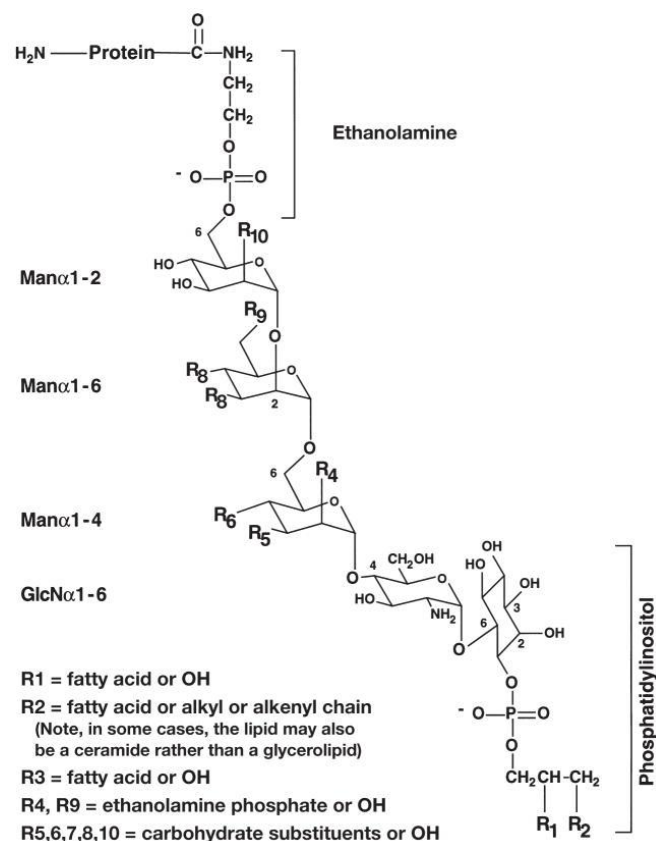 O
H₂N Protein C NH₂
CH₂
CH₂
Ethanolamine
O
- O P O
O
6
R10
Manα1-2
HO
O
HO
R9
O
O
Manα1-6
R8
R8
2
O
6
R4
Manα1-4
R6
O
R5
CH₂OH
OH
O
4
OH
O
OH
GlcNα1-6
HO
NH₂
3
6
2
OH
O
O
R1 = fatty acid or OH
R2 = fatty acid or alkyl or alkenyl chain
(Note, in some cases, the lipid may also
be a ceramide rather than a glycerolipid)
R3 = fatty acid or OH
R4, R9 = ethanolamine phosphate or OH
R5,6,7,8,10 = carbohydrate substituents or OH
- O P O
O
CH₂ CH CH₂
R1 R2
Phosphatidylinositol